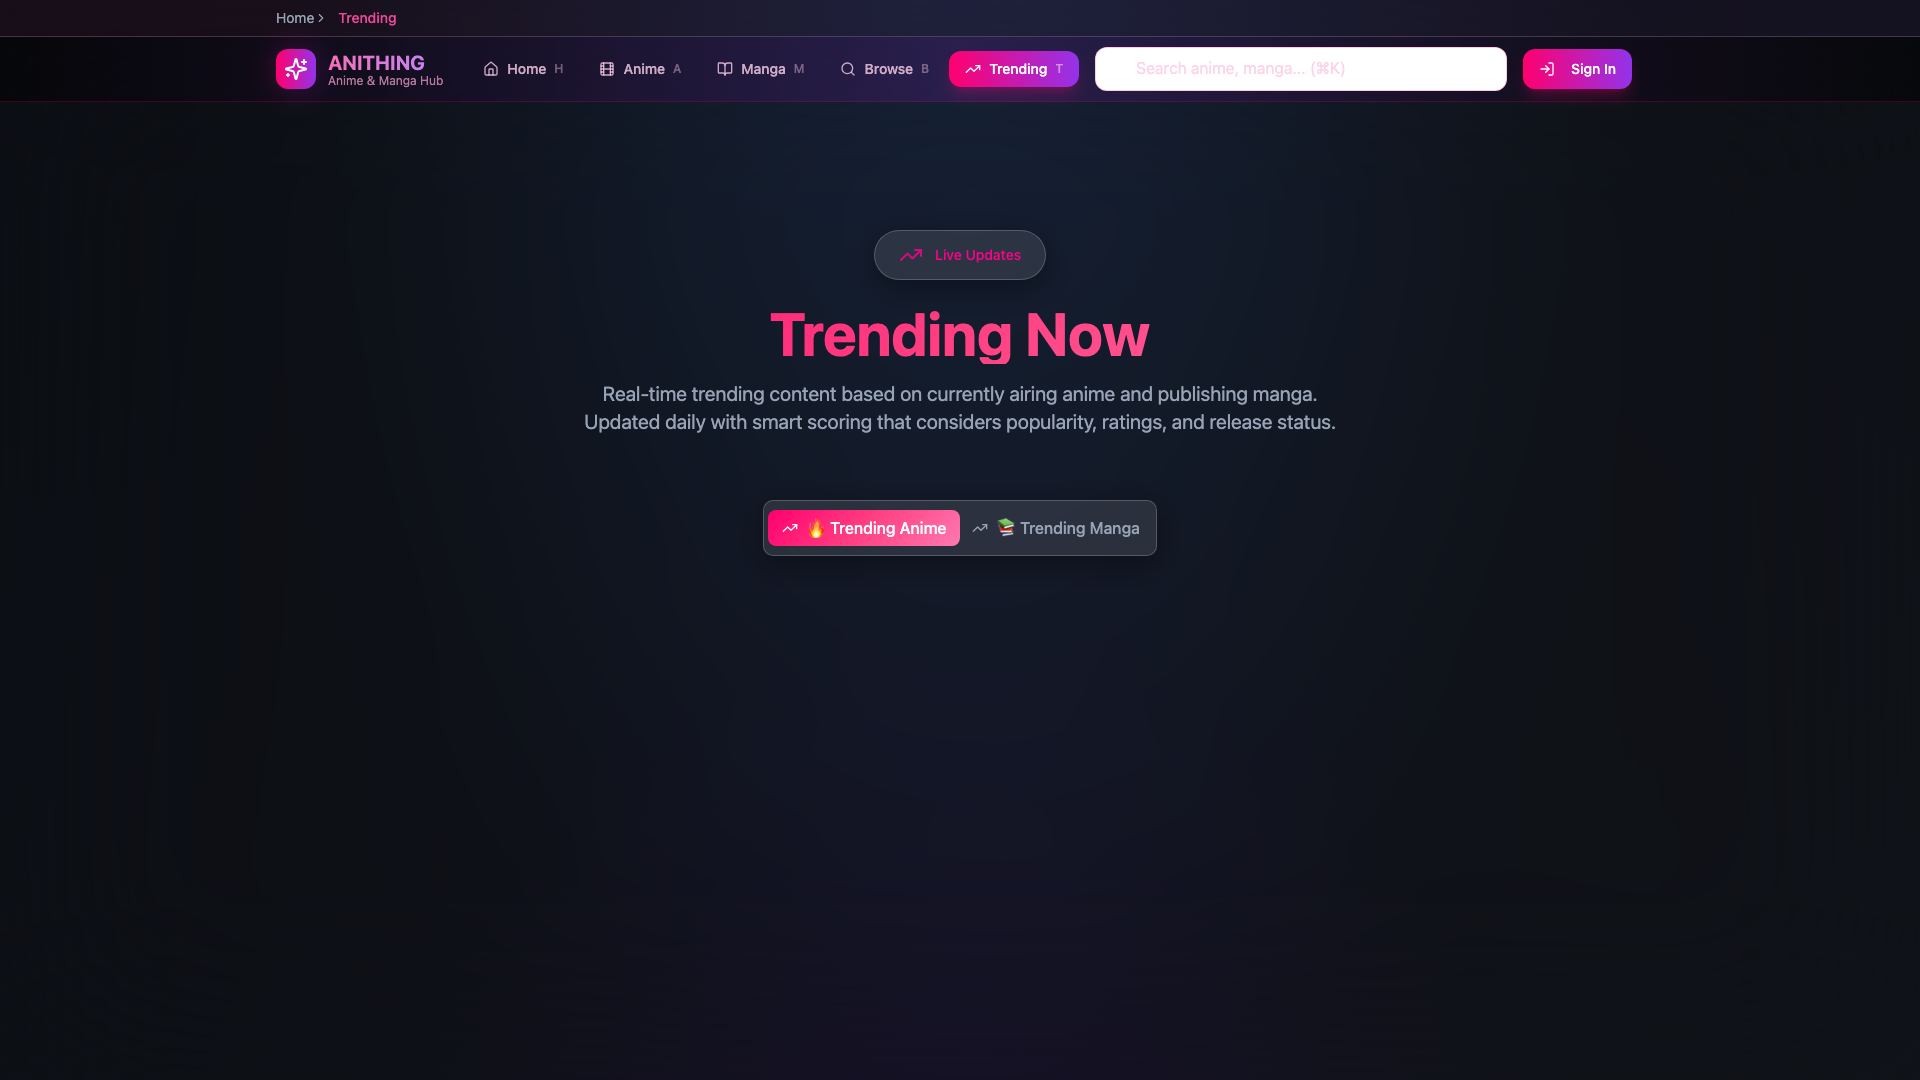 Home
Trending
ANITHING
Anime & Manga Hub
Home H
Anime A
Manga M
Browse B
Trending T
Search anime, manga... (⌘K)
Sign In
Live Updates
Trending Now
Real-time trending content based on currently airing anime and publishing manga.
Updated daily with smart scoring that considers popularity, ratings, and release status.
🔥 Trending Anime
📚 Trending Manga